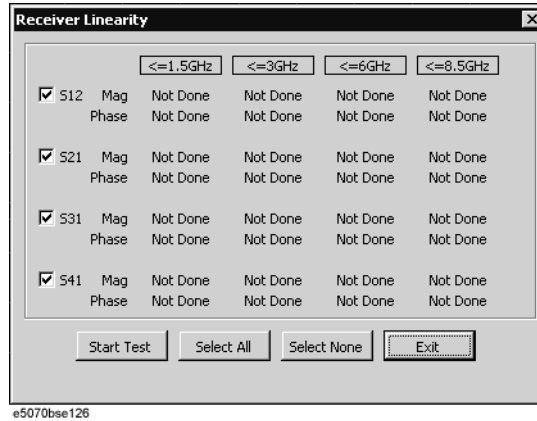 Receiver Linearity
<=1.5GHz <=3GHz <=6GHz <=8.5GHz
S12 Mag Not Done Not Done Not Done Not Done
Phase Not Done Not Done Not Done Not Done
S21 Mag Not Done Not Done Not Done Not Done
Phase Not Done Not Done Not Done Not Done
S31 Mag Not Done Not Done Not Done Not Done
Phase Not Done Not Done Not Done Not Done
S41 Mag Not Done Not Done Not Done Not Done
Phase Not Done Not Done Not Done Not Done
Start Test Select All Select None Exit
e5070bse126